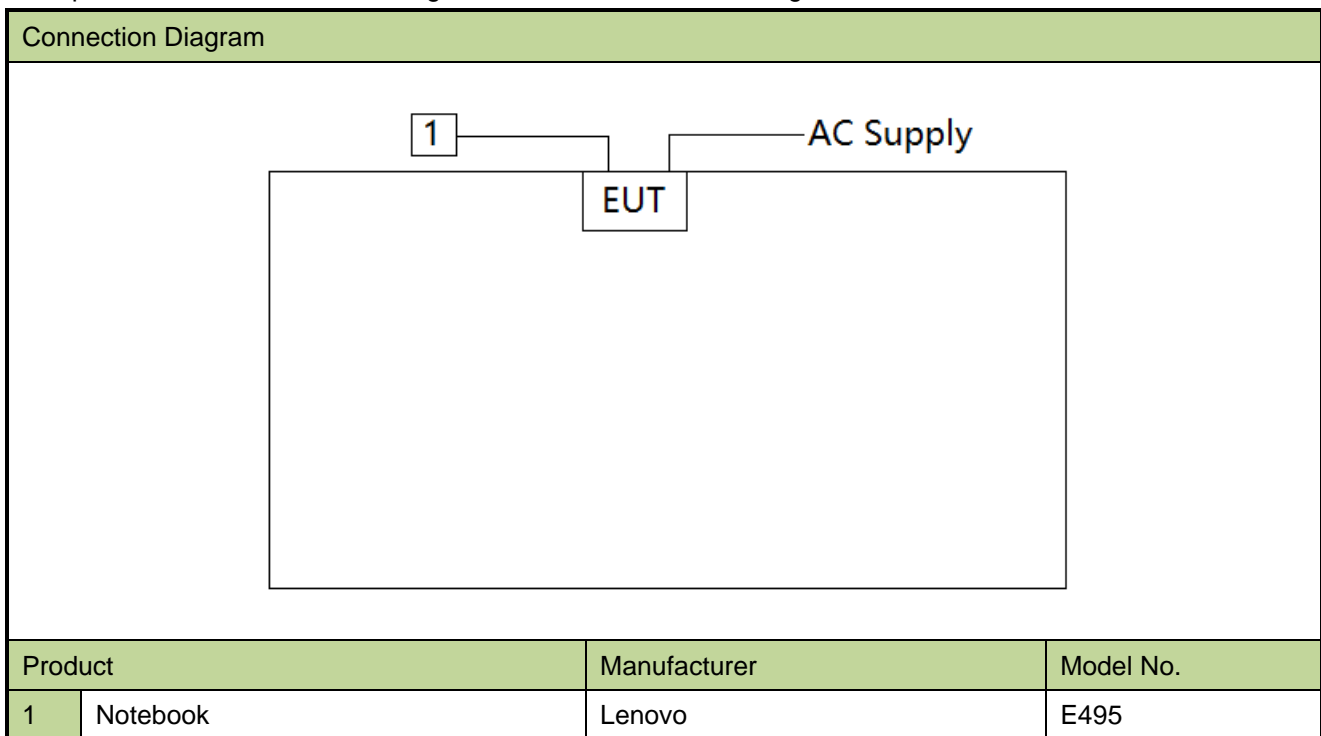 Connection Diagram
1
AC Supply
EUT
Product Manufacturer Model No.
1 Notebook Lenovo E495